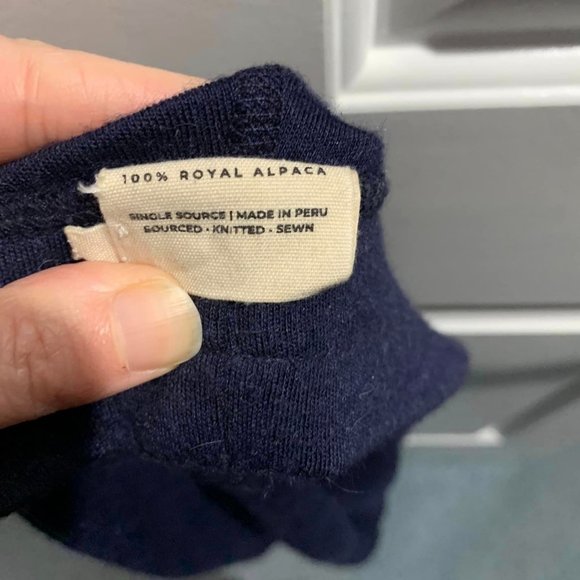 100% ROYAL ALPACA
SINGLE SOURCE | MADE IN PERU
SOURCED • KNITTED • SEWN